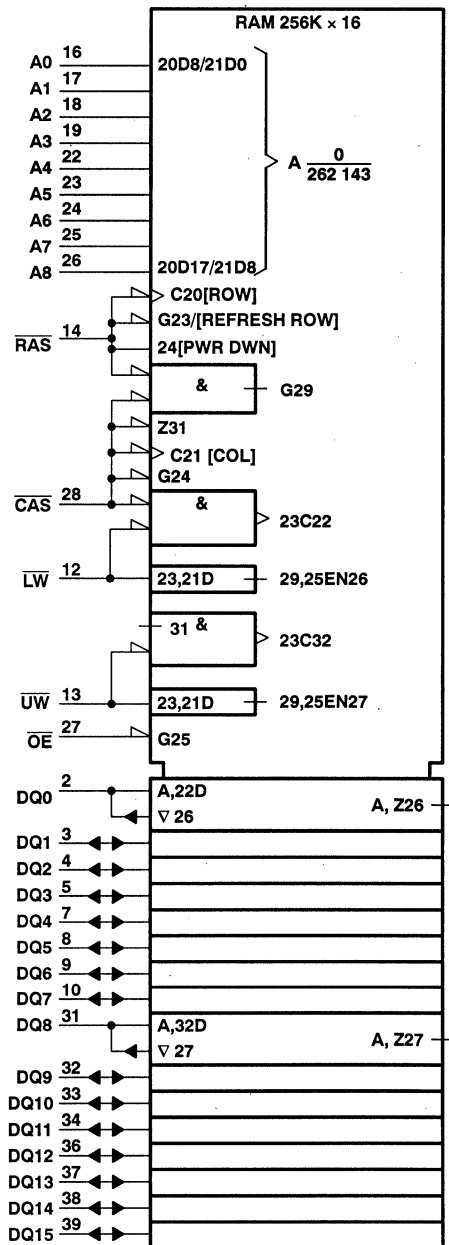 RAM 256K × 16
A0 16 20D8/21D0
A1 17
A2 18
A3 19
A4 22
A5 23
A6 24
A7 25
A8 26 20D17/21D8
A 0
262 143
C20[ROW]
RAS 14 G23/[REFRESH ROW]
24[PWR DWN]
& G29
Z31
C21 [COL]
G24
CAS 28
& 23C22
LW 12 23,21D 29,25EN26
31 & 23C32
UW 13 23,21D 29,25EN27
OE 27 G25
DQ0 2 A,22D A, Z26
∇ 26
DQ1 3
DQ2 4
DQ3 5
DQ4 7
DQ5 8
DQ6 9
DQ7 10
DQ8 31 A,32D A, Z27
∇ 27
DQ9 32
DQ10 33
DQ11 34
DQ12 36
DQ13 37
DQ14 38
DQ15 39